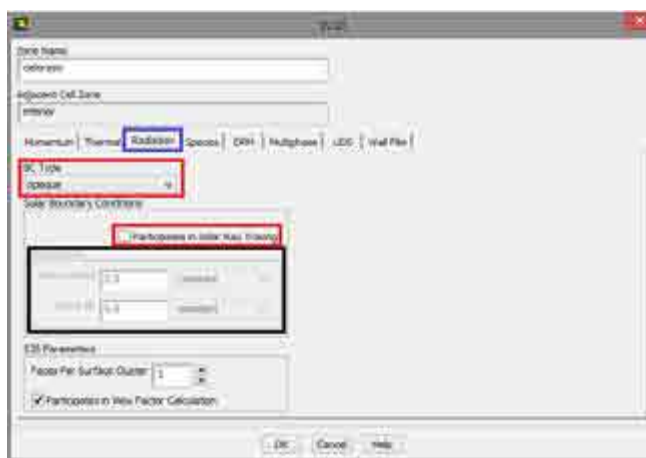 Zone Name
Adjacent Cell Zone
interior
Momentum Thermal Radiation Species DPM Multiphase UDS Wall Film
BC Type
opaque
Solar Boundary Conditions
Participates in Solar Ray Tracing
S2S Parameters
Faces Per Surface Cluster 1
Participates in View Factor Calculation
OK Cancel Help